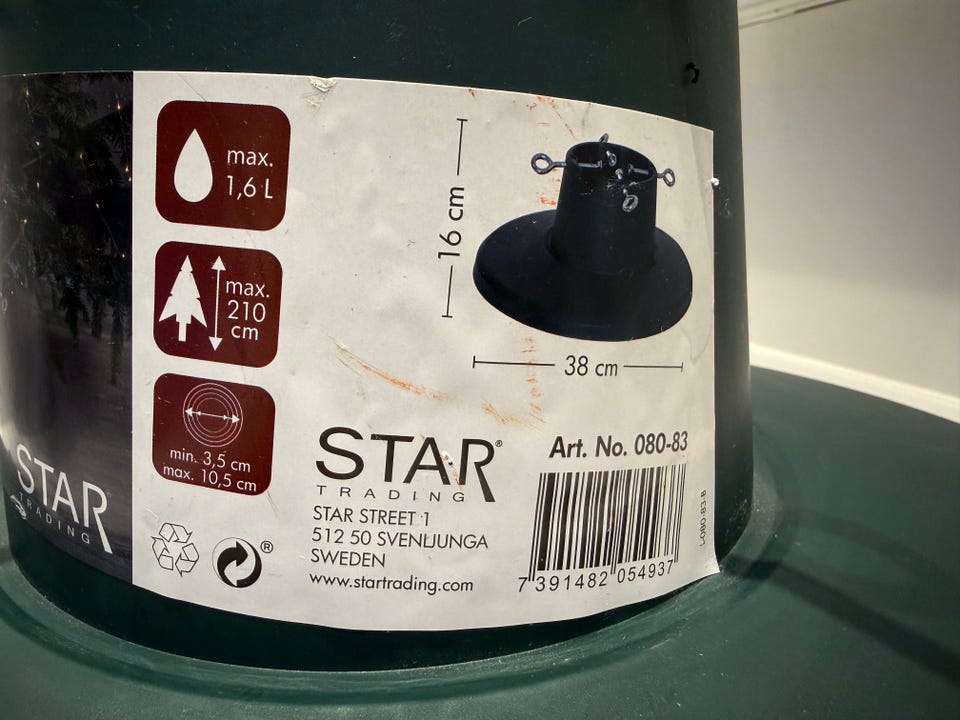 max.
1,6 L
max.
210
cm
min. 3,5 cm
max. 10,5 cm
16 cm
38 cm
STAR
TRADING
STAR®
TRADING
STAR STREET 1
512 50 SVENLJUNGA
SWEDEN
www.startrading.com
®
Art. No. 080-83
7 391482 054937
L-080-83-B